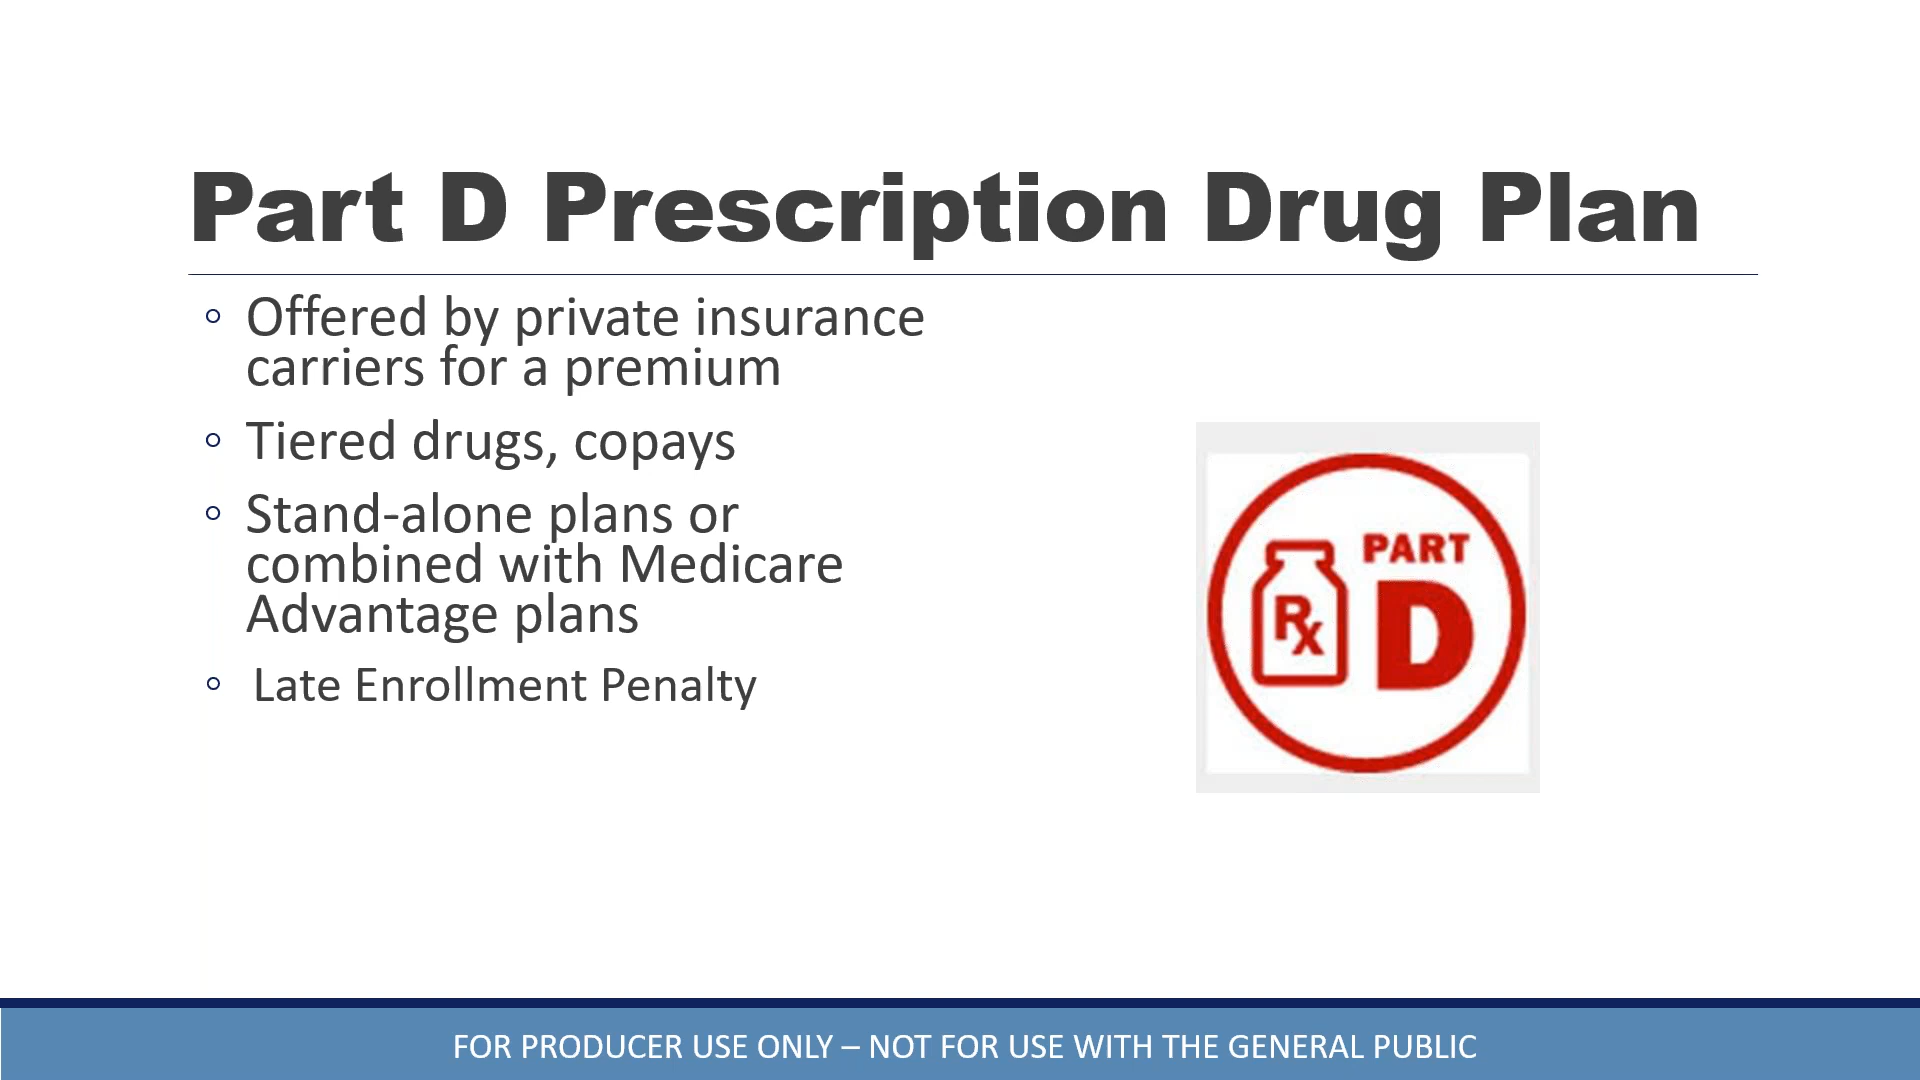 Part D Prescription Drug Plan
◦ Offered by private insurance
carriers for a premium
◦ Tiered drugs, copays
◦ Stand-alone plans or
combined with Medicare
Advantage plans
◦ Late Enrollment Penalty
PART
D
Rx
FOR PRODUCER USE ONLY – NOT FOR USE WITH THE GENERAL PUBLIC